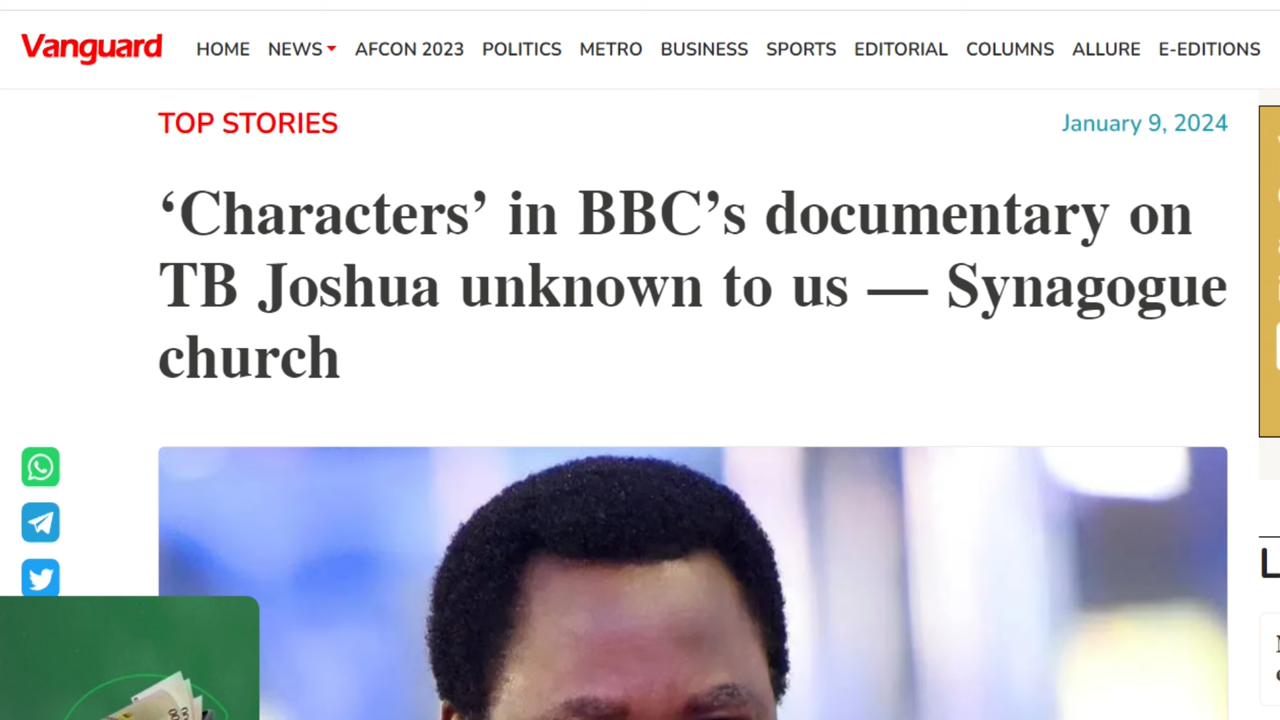 Vanguard HOME NEWS AFCON 2023 POLITICS METRO BUSINESS SPORTS EDITORIAL COLUMNS ALLURE E-EDITIONS
TOP STORIES
January 9, 2024
‘Characters’ in BBC’s documentary on
TB Joshua unknown to us — Synagogue
church